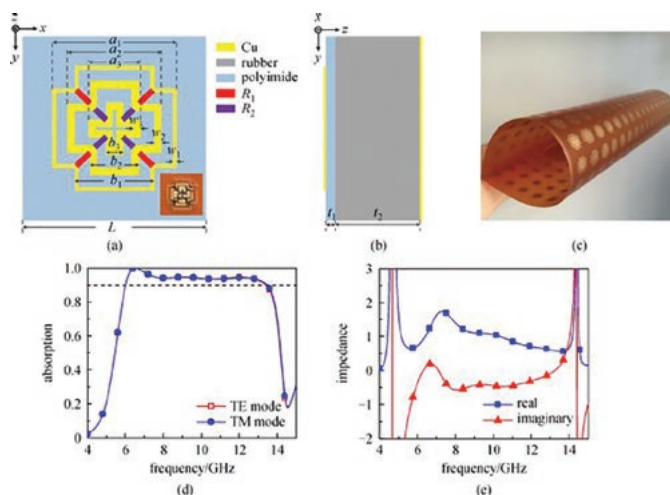 z x
y
a₁
a₂
a₃
w₃
w₂
w₁
b₃
b₂
b₁
L
(a)
Cu
rubber
polyimide
R₁
R₂
x z
y
t₁ t₂
(b)
(c)
1.0
0.8
0.6
0.4
0.2
0
absorption
TE mode
TM mode
4 6 8 10 12 14
frequency/GHz
(d)
3
2
1
0
−1
−2
impedance
real
imaginary
4 6 8 10 12 14
frequency/GHz
(e)